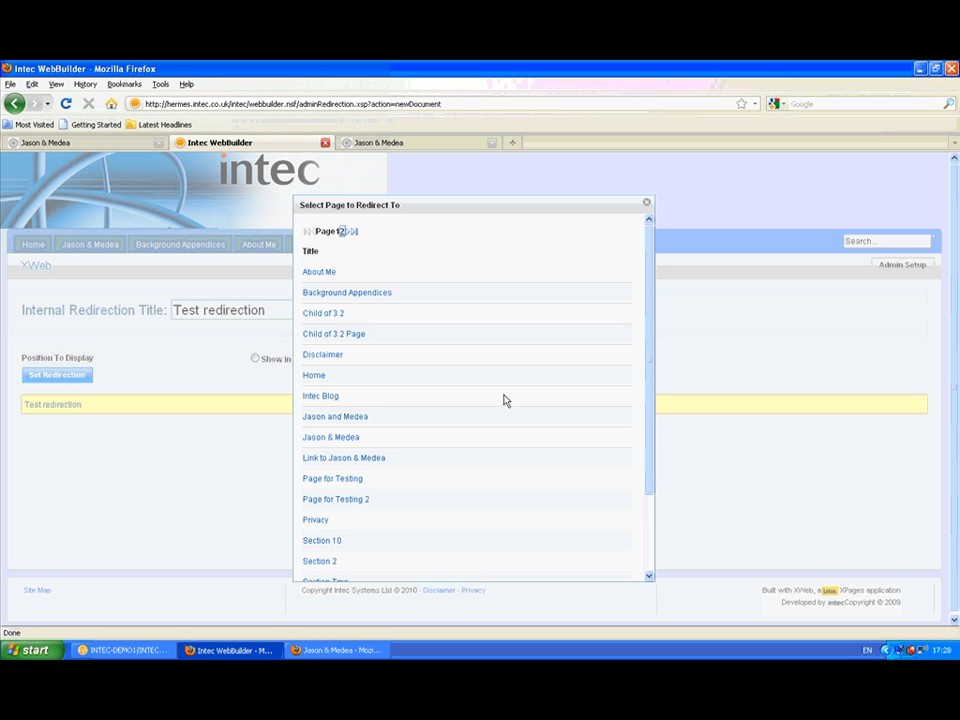 Intec WebBuilder - Mozilla Firefox
File Edit View History Bookmarks Tools Help
http://hermes.intec.co.uk/intec/webbuilder.nsf/adminRedirection.xsp?action=newDocument
Google
Most Visited Getting Started Latest Headlines
Jason & Medea
Intec WebBuilder
Jason & Medea
intec
Select Page to Redirect To
Page 1 2
Home
Jason & Medea
Background Appendices
About Me
Search...
XWeb
Admin Setup
Title
About Me
Background Appendices
Child of 3.2
Child of 3.2 Page
Disclaimer
Home
Intec Blog
Jason and Medea
Jason & Medea
Link to Jason & Medea
Page for Testing
Page for Testing 2
Privacy
Section 10
Section 2
Internal Redirection Title: Test redirection
Position To Display
Show in
Set Redirection
Test redirection
Site Map
Copyright Intec Systems Ltd © 2010 - Disclaimer - Privacy
Built with XWeb, a Lotus XPages application
Developed by intec Copyright © 2009
Done
start
INTEC-DEMO1/INTEC...
Intec WebBuilder - M...
Jason & Medea - Mozi...
EN
17:20